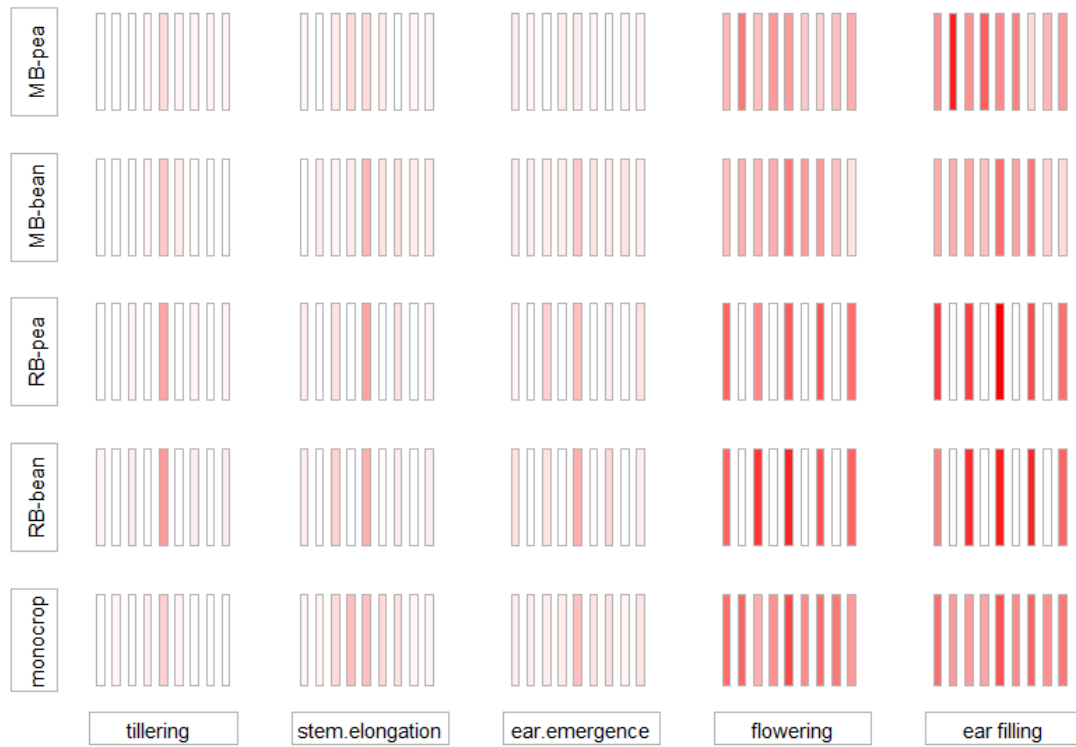 MB-pea
MB-bean
RB-pea
RB-bean
monocrop
tillering
stem.elongation
ear.emergence
flowering
ear filling